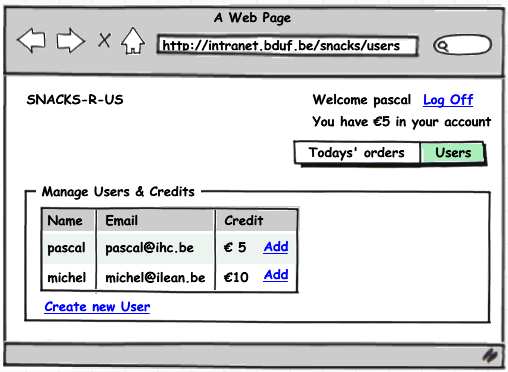 A Web Page
http://intranet.bduf.be/snacks/users
SNACKS-R-US
Welcome pascal Log Off
You have €5 in your account
Todays' orders Users
Manage Users & Credits
Name Email Credit
pascal pascal@ihc.be € 5 Add
michel michel@ilean.be €10 Add
Create new User